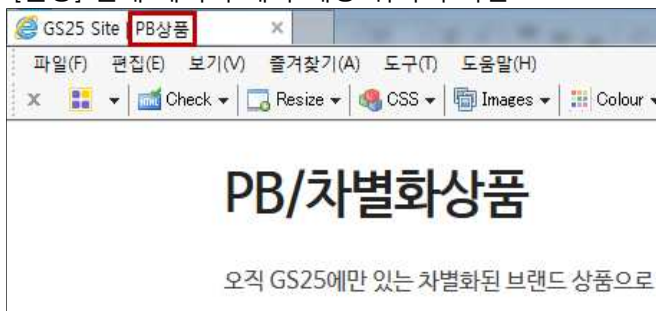 GS25 Site | PB상품
파일(F) 편집(E) 보기(V) 즐겨찾기(A) 도구(T) 도움말(H)
x Check Resize CSS Images Colour
PB/차별화상품
오직 GS25에만 있는 차별화된 브랜드 상품으로